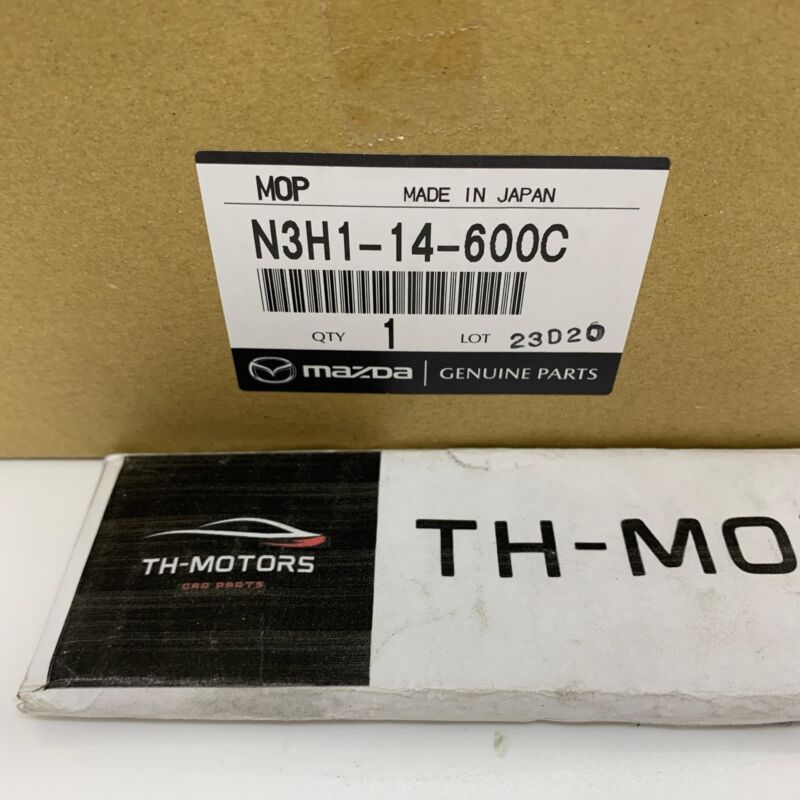 MOP MADE IN JAPAN
N3H1-14-600C
QTY 1 LOT 23D20
mazda GENUINE PARTS
TH-MOTORS
CAR PARTS
TH-MO